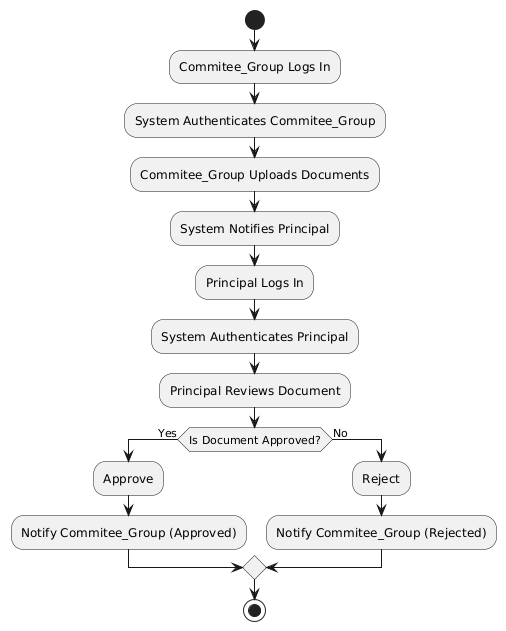 Commitee_Group Logs In
System Authenticates Commitee_Group
Commitee_Group Uploads Documents
System Notifies Principal
Principal Logs In
System Authenticates Principal
Principal Reviews Document
Is Document Approved?
Yes
No
Approve
Reject
Notify Commitee_Group (Approved)
Notify Commitee_Group (Rejected)